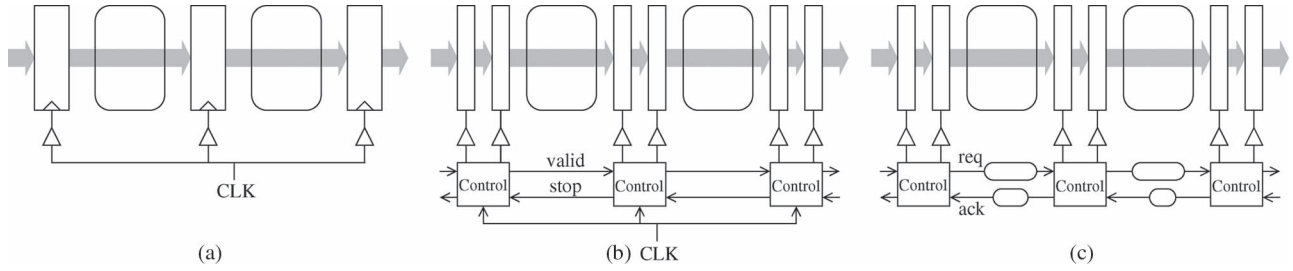 CLK
(a)
valid
Control
Control
Control
stop
(b)
CLK
req
Control
Control
Control
ack
(c)